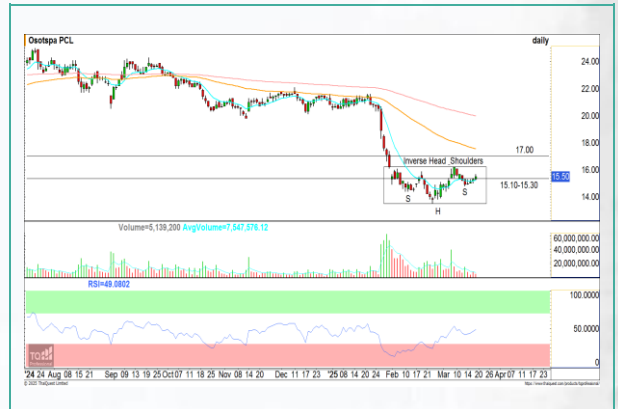 Osotspa PCL daily
24.00
22.00
20.00
18.00
17.00
16.00
Inverse Head_Shoulders
15.50
15.10-15.30
S S
14.00
H
Volume=5,139,200 AvgVolume=7,547,576.12
60,000,000.00
40,000,000.00
20,000,000.00
RSI=49.0802
100.0000
50.0000
0
'24 24 Aug 08 15 21 Sep 09 13 19 25 Oct 07 11 18 25 Nov 08 14 20 Dec 11 17 23 '25 08 14 20 24 Feb 10 17 21 Mar 10 14 20 26 Apr 07 11 17 23
© 2025 ThaiQuest Limited